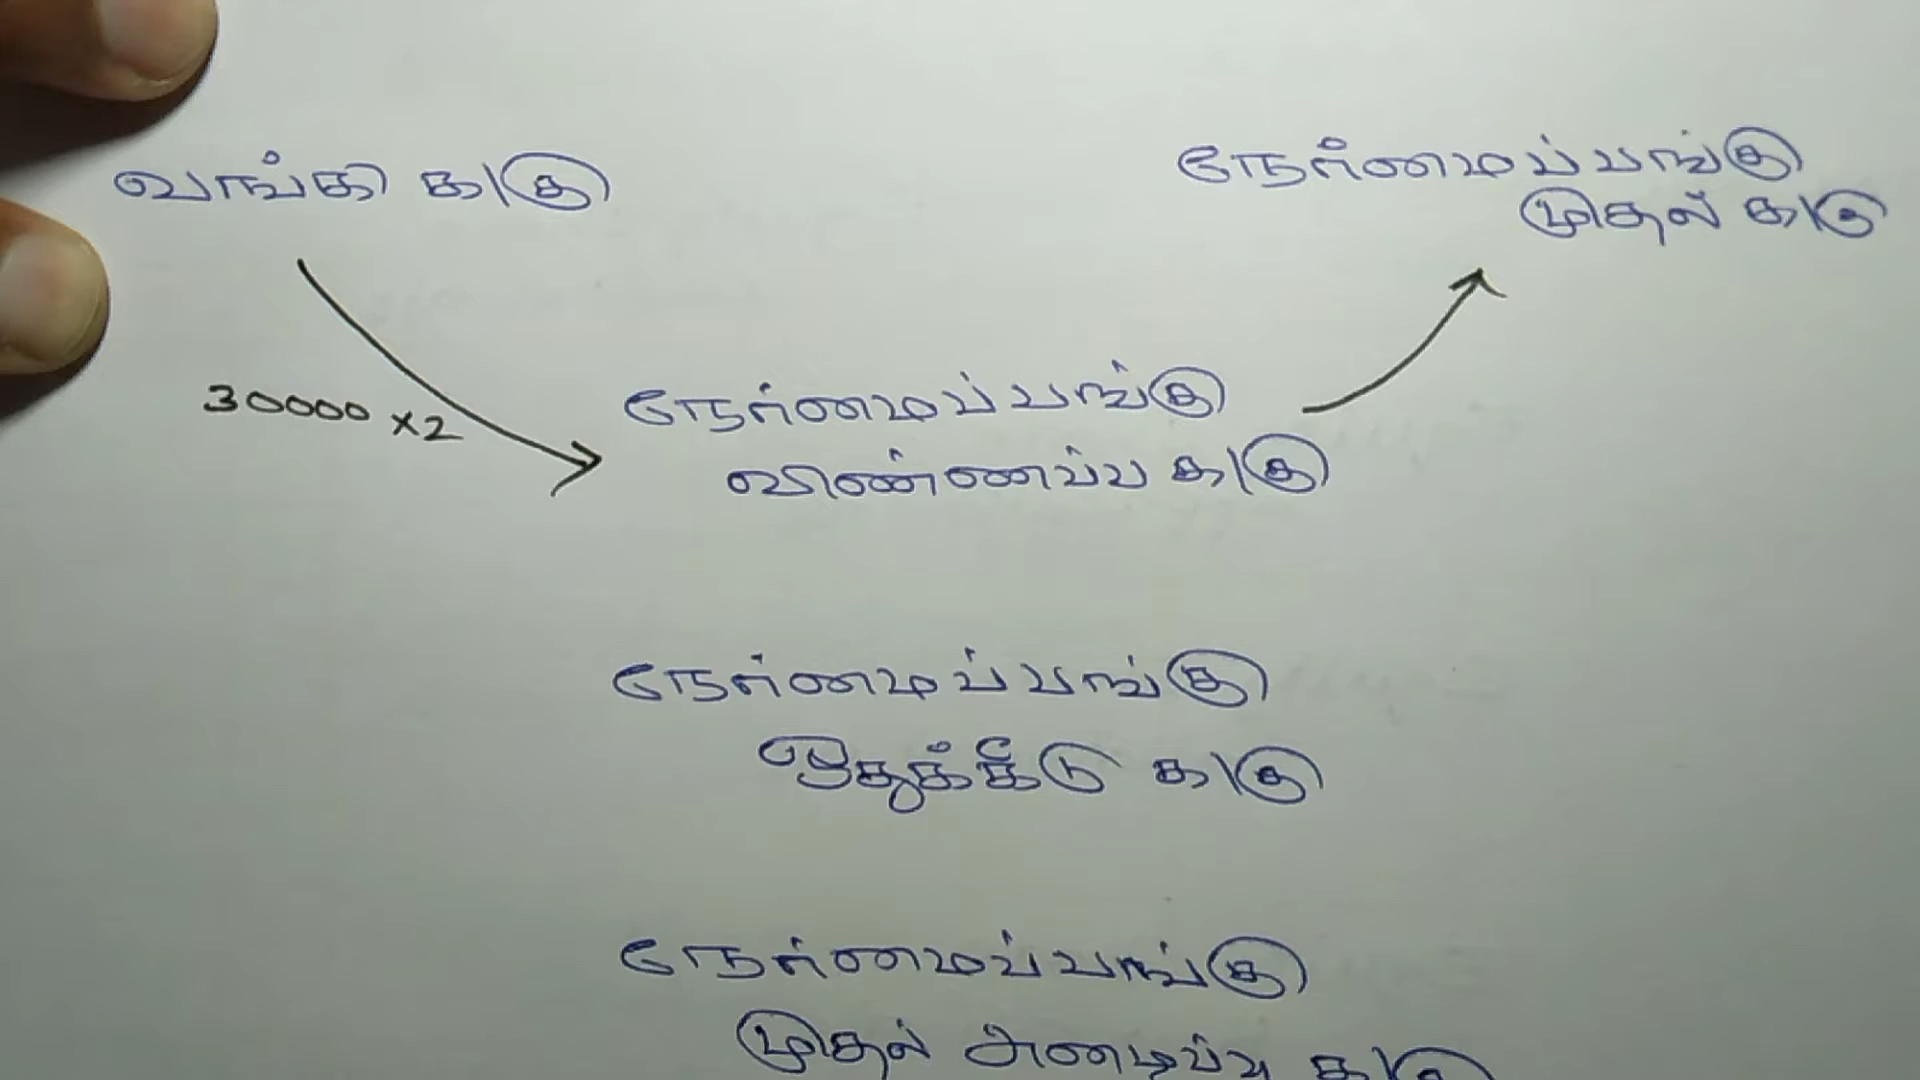 வங்கி க/கு
நேர்மைப்பங்கு
முதல் க/கு
30000 x2
நேர்மைப்பங்கு
விண்ணப்ப க/கு
நேர்மைப்பங்கு
ஒதுக்கீடு க/கு
நேர்மைப்பங்கு
முதல் அழைப்பு க/கு